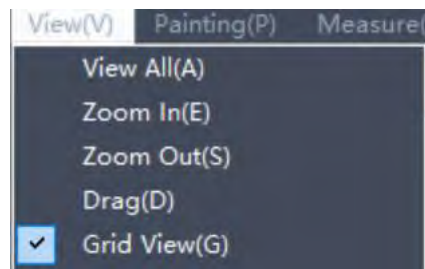 View(V) Painting(P) Measure(
View All(A)
Zoom In(E)
Zoom Out(S)
Drag(D)
Grid View(G)